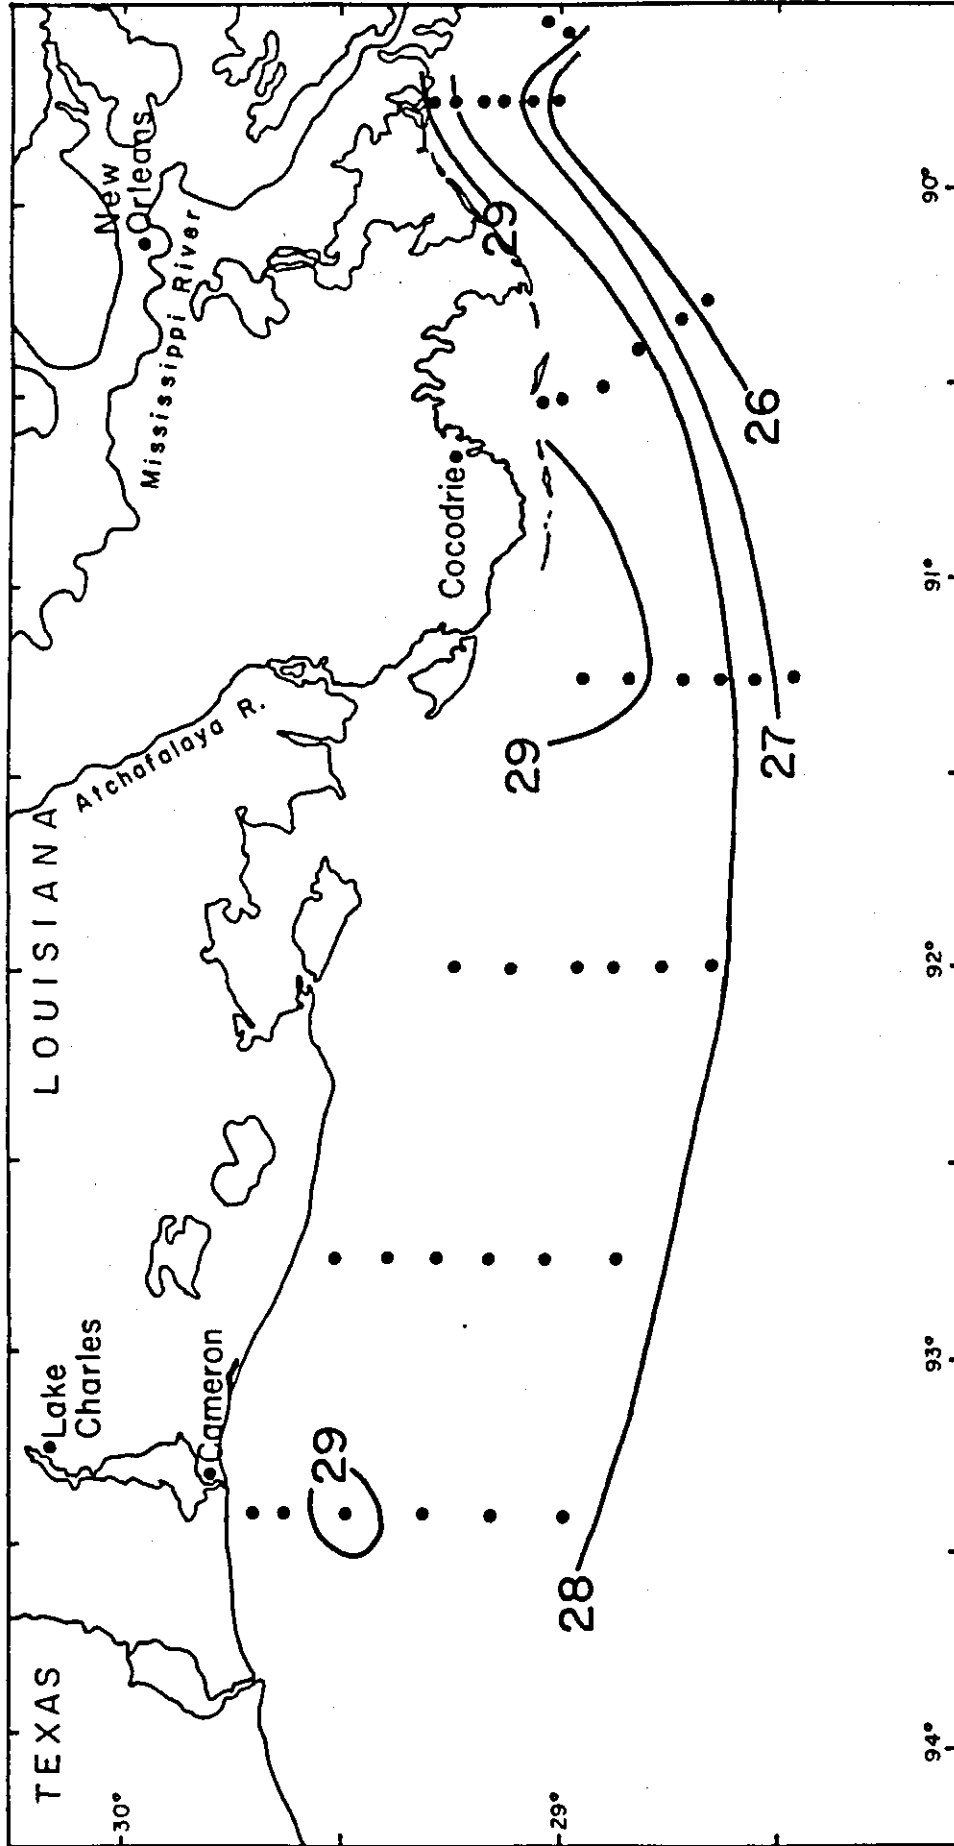 TEXAS
LOUISIANA
Lake
Charles
Cameron
Atchafalaya R.
Mississippi River
New
Orleans
Cocodrie
29
29
29
28
27
26
30°
29°
94°
93°
92°
91°
90°